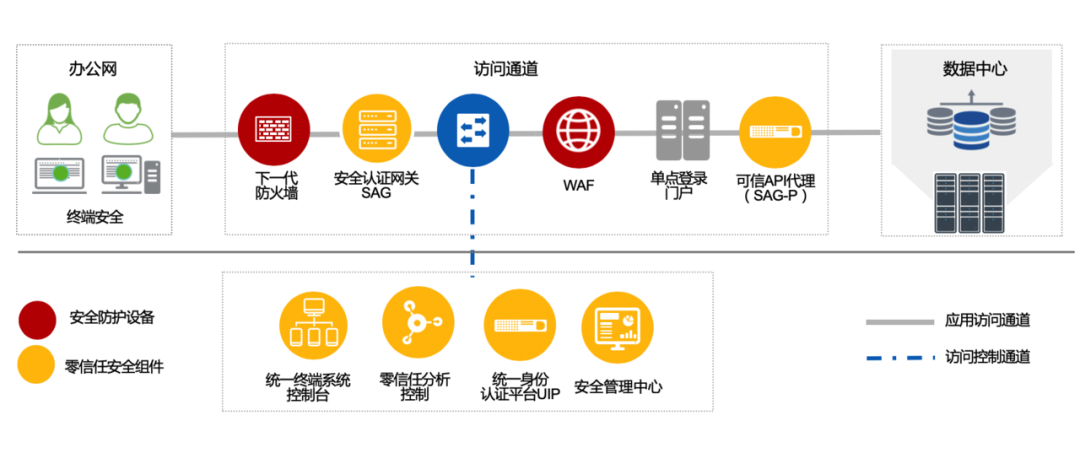 办公网
访问通道
数据中心
下一代
防火墙
安全认证网关
SAG
WAF
单点登录
门户
可信API代理
（SAG-P）
终端安全
安全防护设备
零信任安全组件
统一终端系统
控制台
零信任分析
控制
统一身份
认证平台UIP
安全管理中心
应用访问通道
访问控制通道